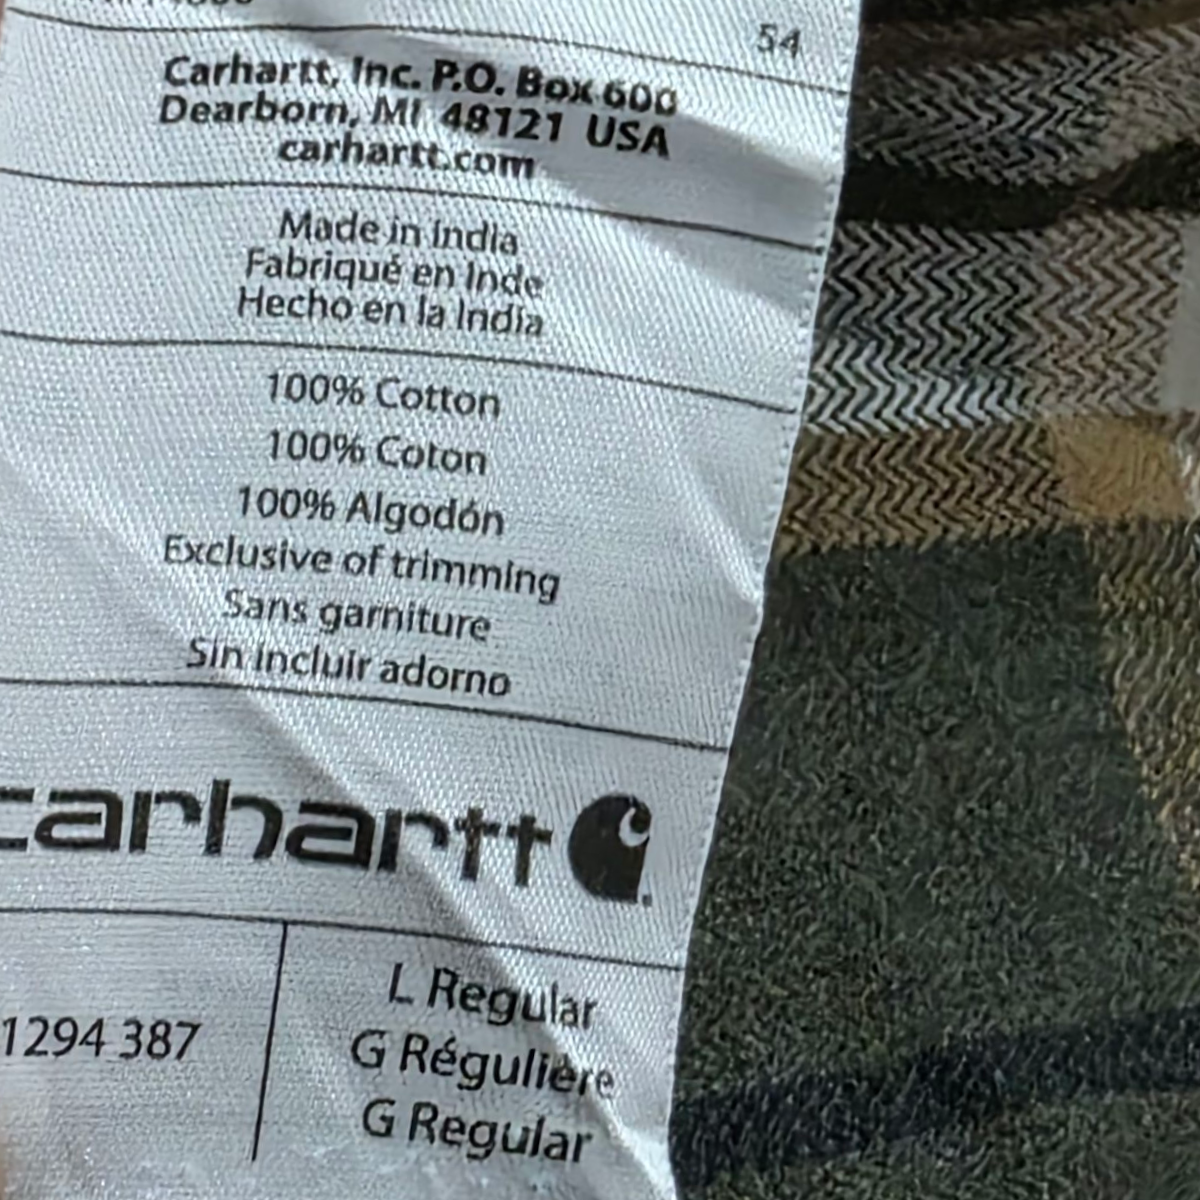 54
Carhartt, Inc. P.O. Box 600
Dearborn, MI 48121 USA
carhartt.com
Made in India
Fabriqué en Inde
Hecho en la India
100% Cotton
100% Coton
100% Algodón
Exclusive of trimming
Sans garniture
Sin incluir adorno
carhartt
1294 387
L Regular
G Régulière
G Regular